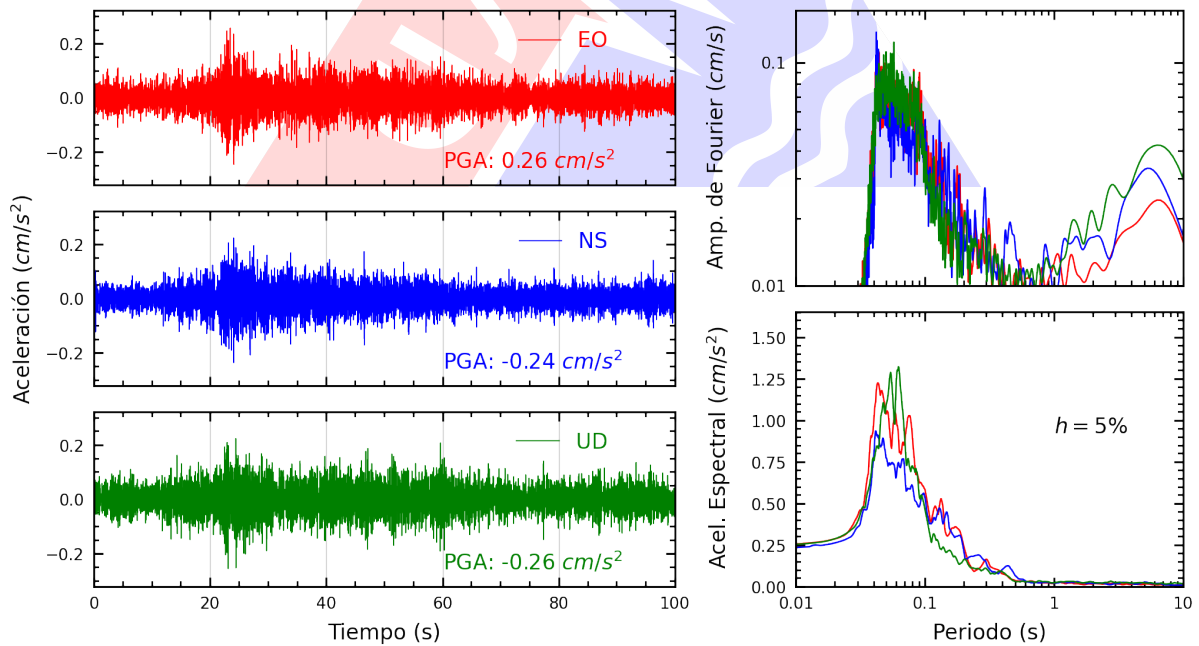 Aceleración (cm/s²)
0.2
0.0
−0.2
EO
PGA: 0.26 cm/s²
0.2
0.0
−0.2
NS
PGA: -0.24 cm/s²
0.2
0.0
−0.2
UD
PGA: -0.26 cm/s²
0 20 40 60 80 100
Tiempo (s)
Amp. de Fourier (cm/s)
0.1
0.01
Acel. Espectral (cm/s²)
1.50
1.25
1.00
0.75
0.50
0.25
0.00
h = 5%
0.01 0.1 1 10
Periodo (s)